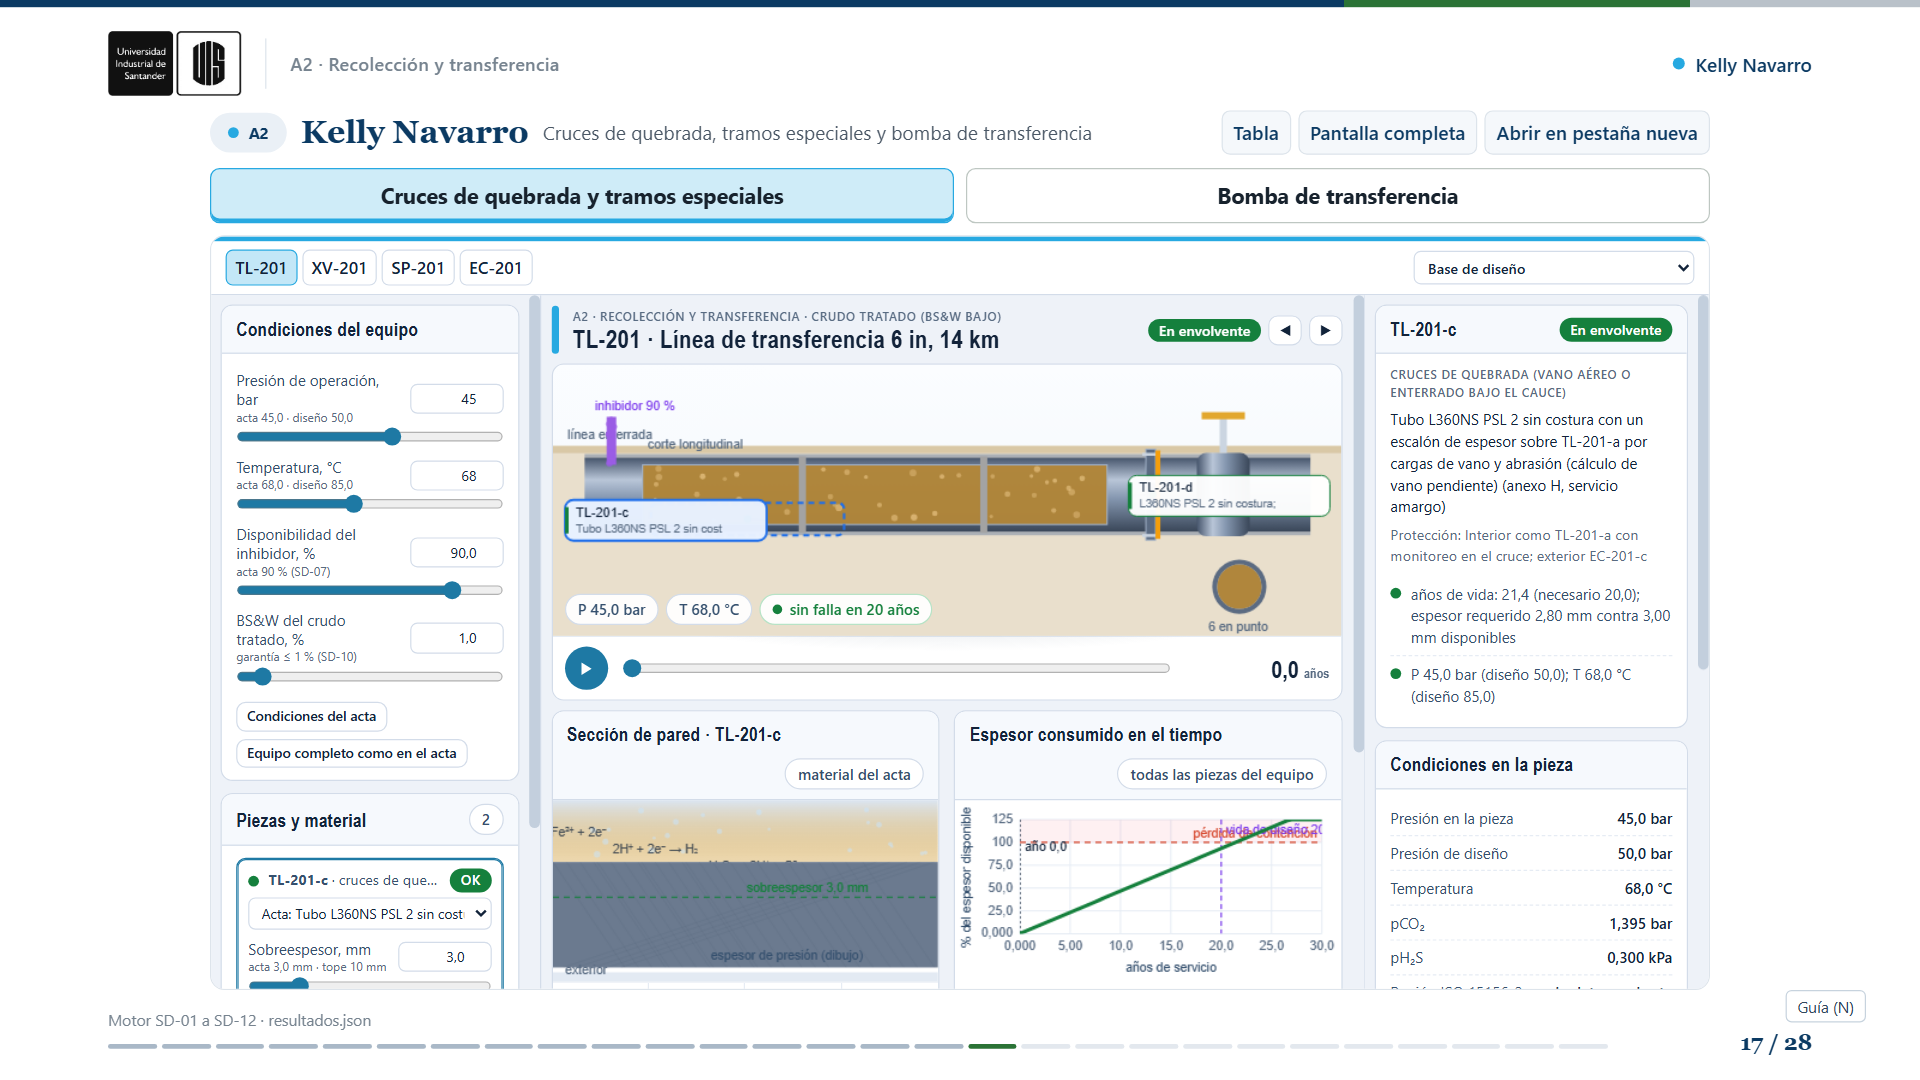 Universidad
Industrial de
Santander
UIS
A2 · Recolección y transferencia
Kelly Navarro
A2
Kelly Navarro
Cruces de quebrada, tramos especiales y bomba de transferencia
Tabla
Pantalla completa
Abrir en pestaña nueva
Cruces de quebrada y tramos especiales
Bomba de transferencia
TL-201
XV-201
SP-201
EC-201
Base de diseño
Condiciones del equipo
Presión de operación,
bar
acta 45,0 · diseño 50,0
45
Temperatura, °C
acta 68,0 · diseño 85,0
68
Disponibilidad del
inhibidor, %
acta 90 % (SD-07)
90,0
BS&W del crudo
tratado, %
garantía ≤ 1 % (SD-10)
1,0
Condiciones del acta
Equipo completo como en el acta
Piezas y material
2
TL-201-c · cruces de que...
OK
Acta: Tubo L360NS PSL 2 sin cost
Sobreespesor, mm
acta 3,0 mm · tope 10 mm
3,0
A2 · RECOLECCIÓN Y TRANSFERENCIA · CRUDO TRATADO (BS&W BAJO)
TL-201 · Línea de transferencia 6 in, 14 km
En envolvente
inhibidor 90 %
línea enterrada
corte longitudinal
TL-201-c
Tubo L360NS PSL 2 sin cost
TL-201-d
L360NS PSL 2 sin costura;
P 45,0 bar
T 68,0 °C
sin falla en 20 años
6 en punto
0,0 años
Sección de pared · TL-201-c
material del acta
Fe²⁺ + 2e⁻
2H⁺ + 2e⁻ → H₂
sobreespesor 3,0 mm
espesor de presión (dibujo)
exterior
Espesor consumido en el tiempo
todas las piezas del equipo
% del espesor disponible
125
100
75,0
50,0
25,0
0,000
año 0,0
vida de diseño 20
pérdida de contención
0,000
5,00
10,0
15,0
20,0
25,0
30,0
años de servicio
TL-201-c
En envolvente
CRUCES DE QUEBRADA (VANO AÉREO O
ENTERRADO BAJO EL CAUCE)
Tubo L360NS PSL 2 sin costura con un
escalón de espesor sobre TL-201-a por
cargas de vano y abrasión (cálculo de
vano pendiente) (anexo H, servicio
amargo)
Protección: Interior como TL-201-a con
monitoreo en el cruce; exterior EC-201-c
años de vida: 21,4 (necesario 20,0);
espesor requerido 2,80 mm contra 3,00
mm disponibles
P 45,0 bar (diseño 50,0); T 68,0 °C
(diseño 85,0)
Condiciones en la pieza
Presión en la pieza 45,0 bar
Presión de diseño 50,0 bar
Temperatura 68,0 °C
pCO₂ 1,395 bar
pH₂S 0,300 kPa
Guía (N)
Motor SD-01 a SD-12 · resultados.json
17 / 28